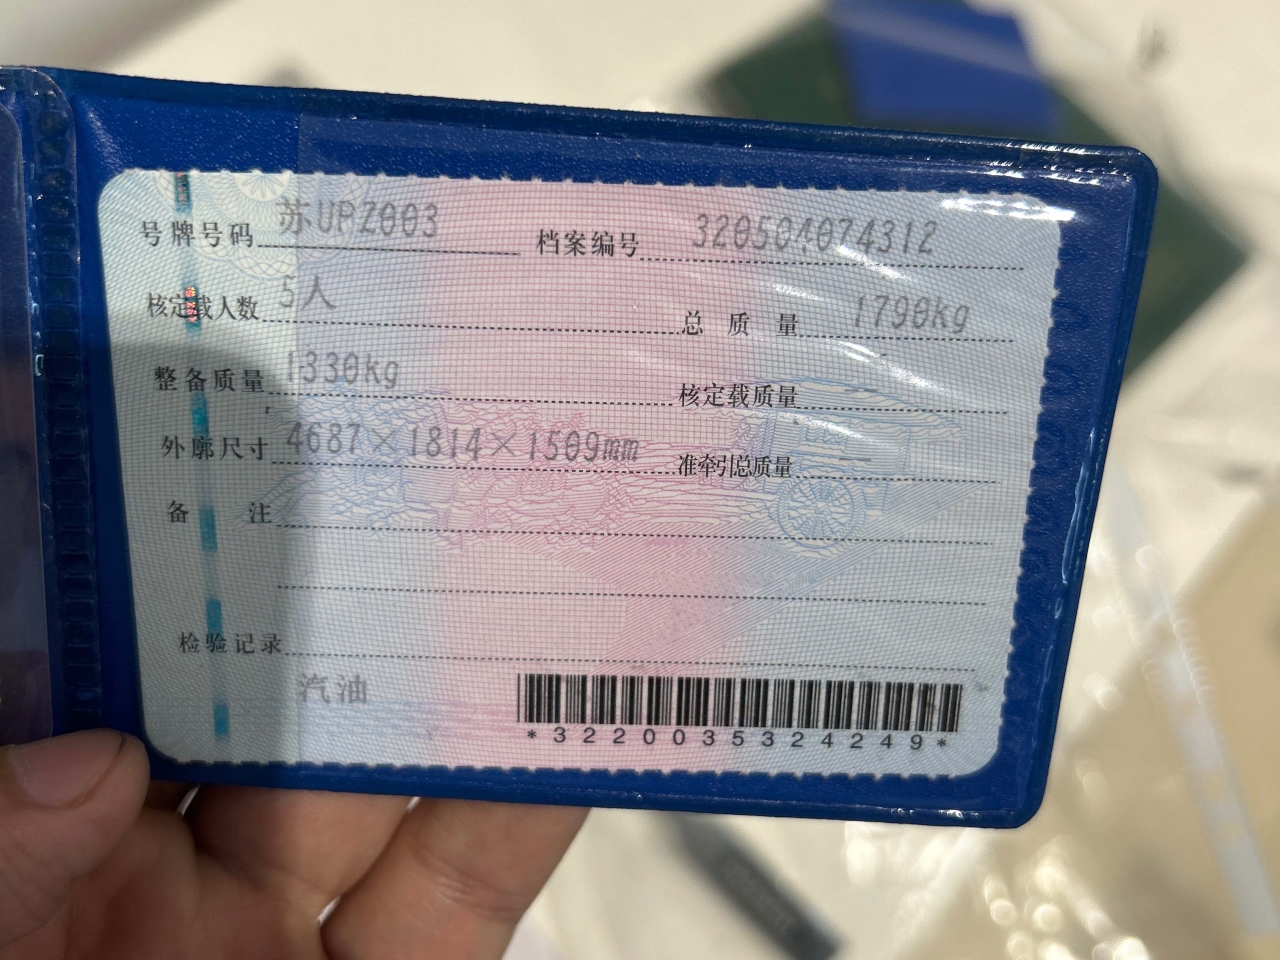 号牌号码 苏UPZ003 档案编号 320504074312
核定载人数 5人 总质量 1790kg
整备质量 1330kg 核定载质量
外廓尺寸 4687×1814×1509mm 准牵引总质量 —
备注
检验记录
汽油
*3220035324249*